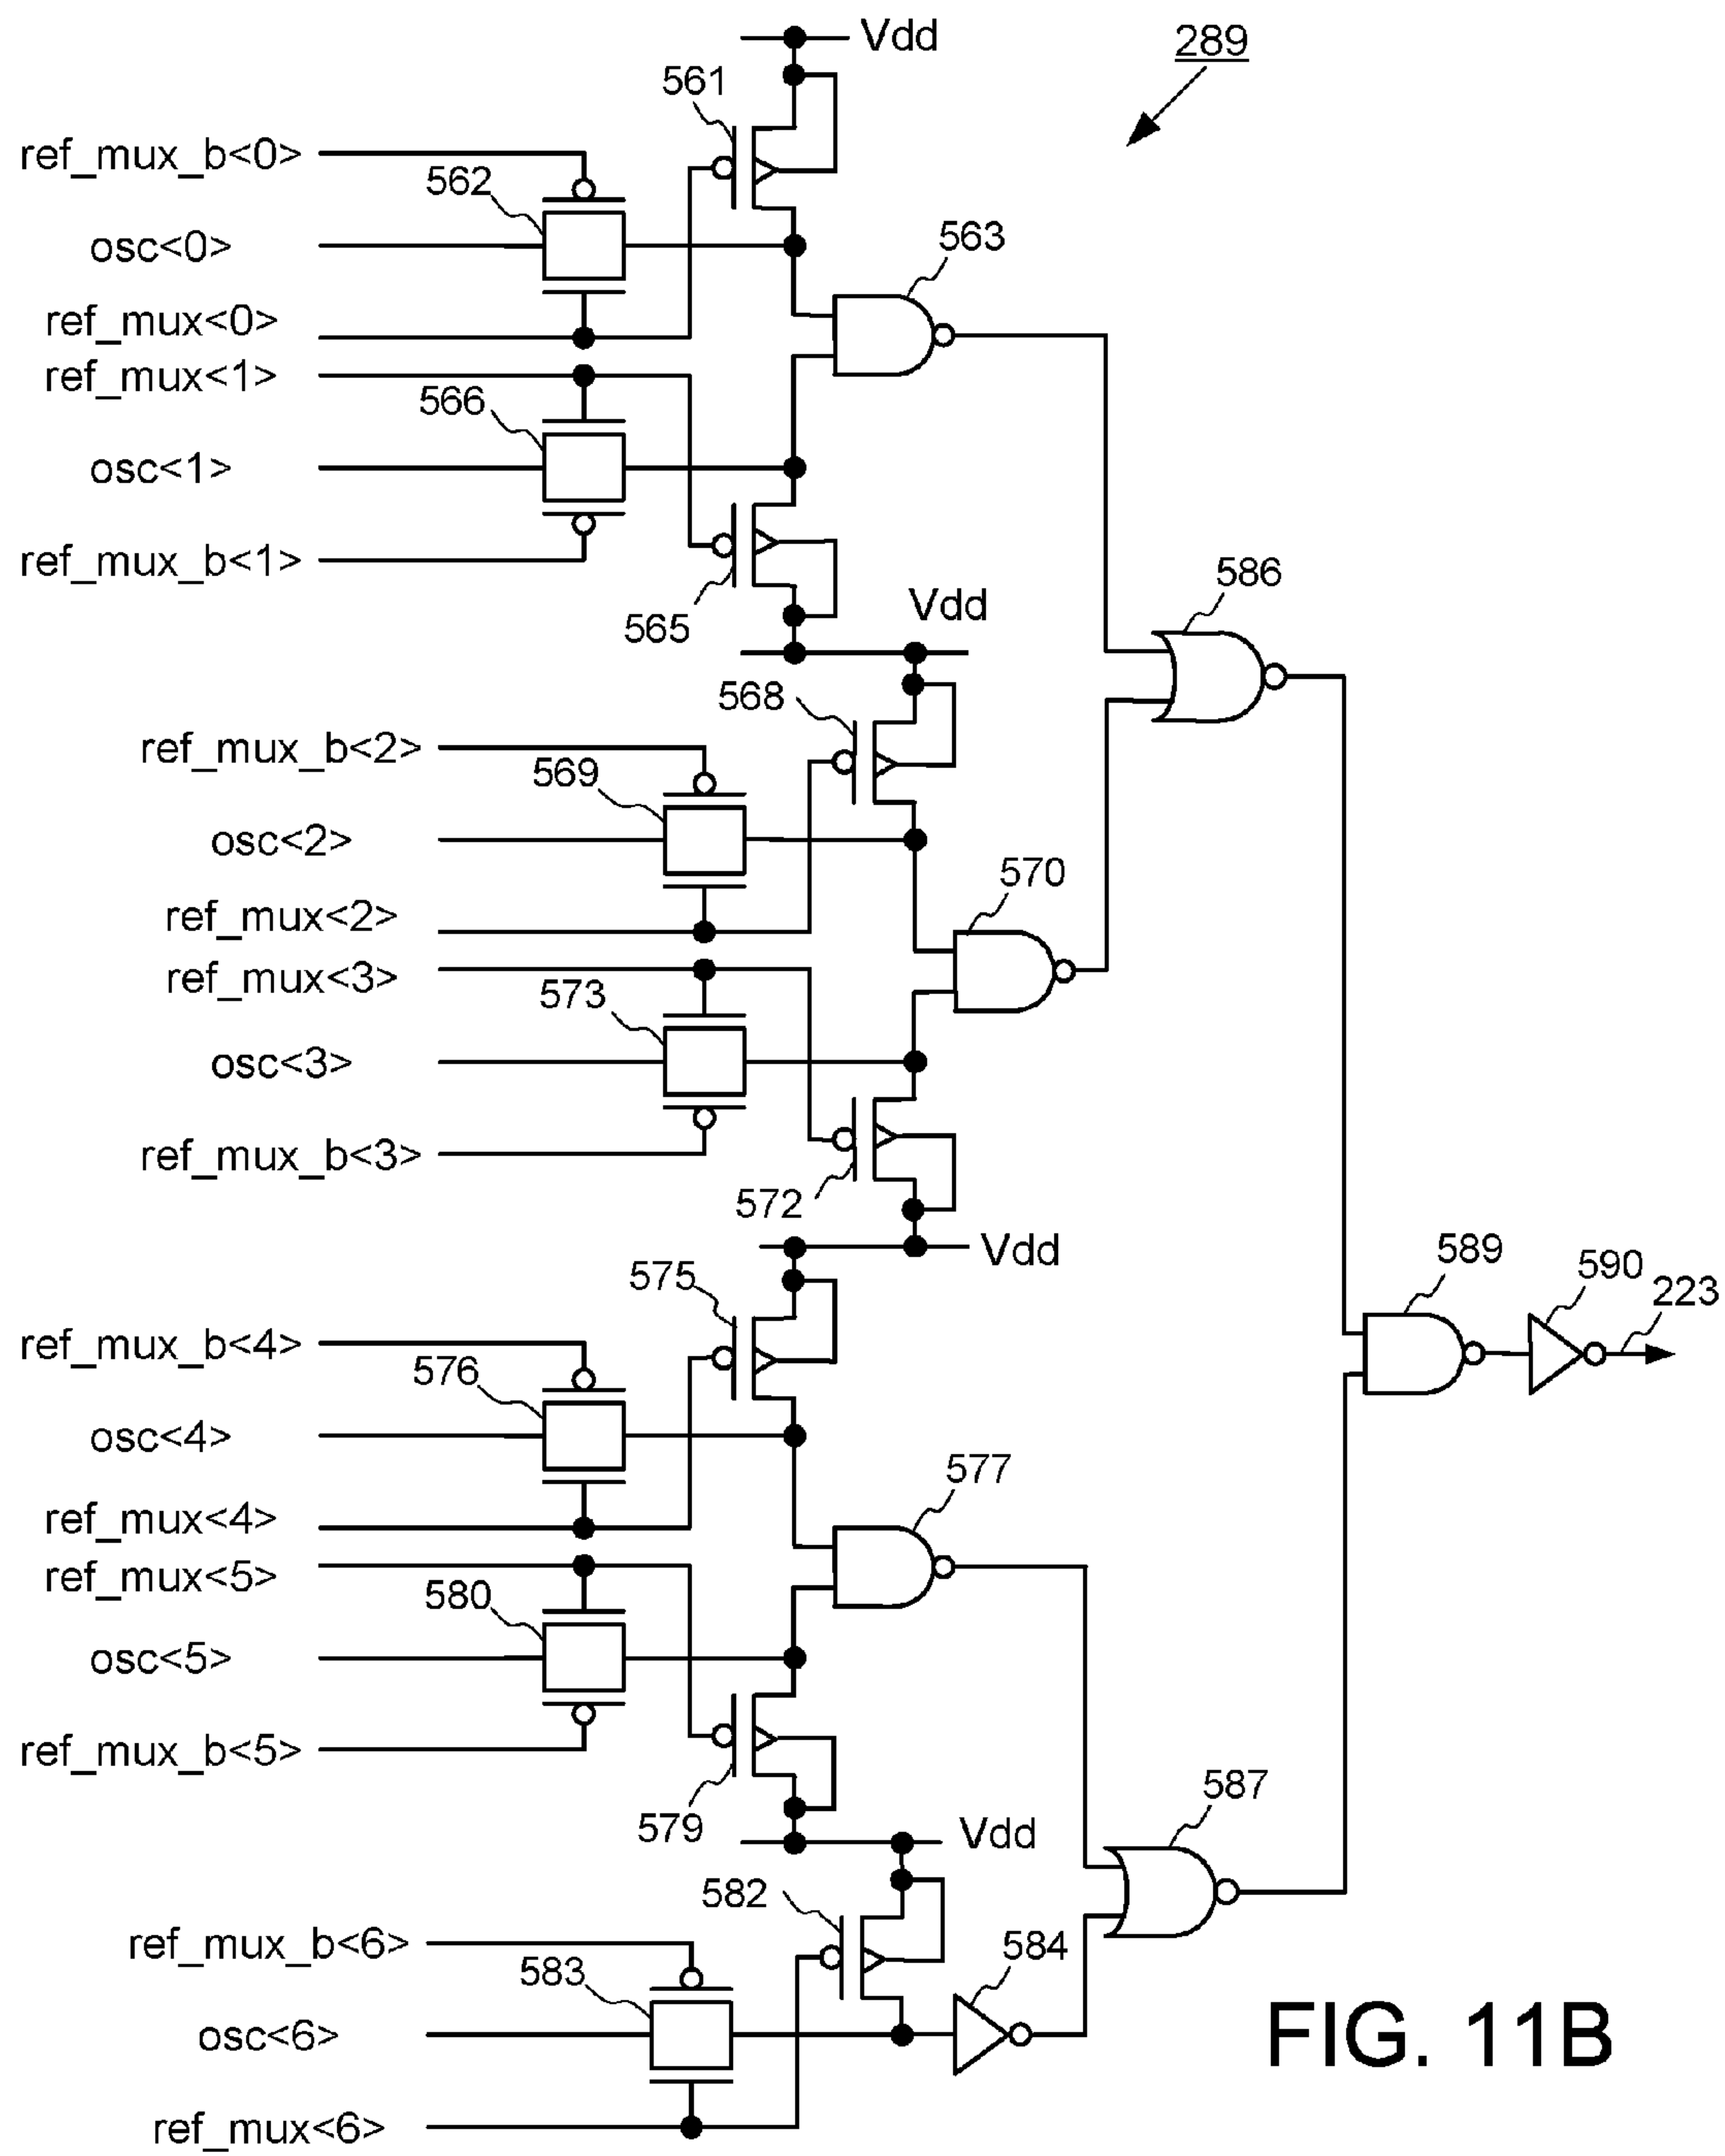 Vdd
289
561
ref_mux_b<0>
562
osc<0>
563
ref_mux<0>
ref_mux<1>
566
osc<1>
ref_mux_b<1>
565
Vdd
586
568
ref_mux_b<2>
569
osc<2>
570
ref_mux<2>
ref_mux<3>
573
osc<3>
ref_mux_b<3>
572
Vdd
589
590
223
575
ref_mux_b<4>
576
osc<4>
577
ref_mux<4>
ref_mux<5>
580
osc<5>
ref_mux_b<5>
579
587
Vdd
582
ref_mux_b<6>
583
584
osc<6>
ref_mux<6>
FIG. 11B